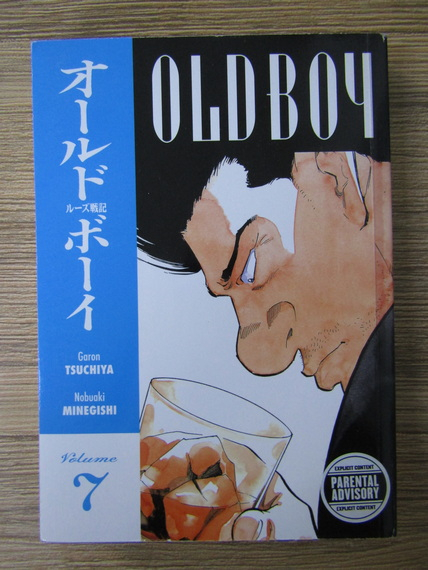 OLDBOY
オールド
ルーズ戦記
ボーイ
Garon
TSUCHIYA
Nobuaki
MINEGISHI
Volume
7
EXPLICIT CONTENT
PARENTAL
ADVISORY
EXPLICIT CONTENT